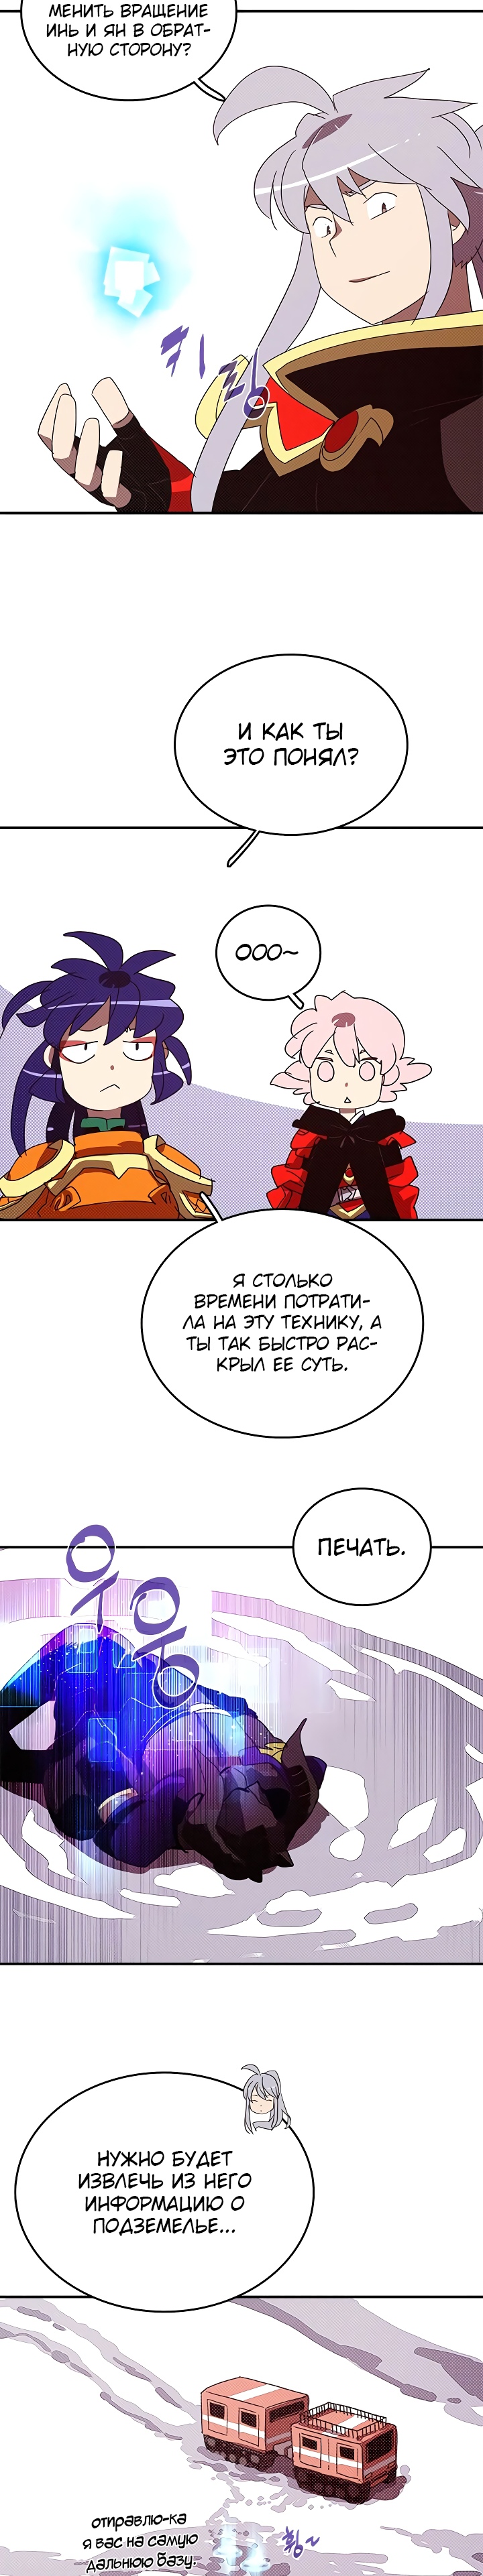 МЕНИТЬ ВРАЩЕНИЕ
ИНЬ И ЯН В ОБРАТ-
НУЮ СТОРОНУ?
И КАК ТЫ
ЭТО ПОНЯЛ?
ООО~
Я СТОЛЬКО
ВРЕМЕНИ ПОТРАТИ-
ЛА НА ЭТУ ТЕХНИКУ, А
ТЫ ТАК БЫСТРО РАС-
КРЫЛ ЕЕ СУТЬ.
ПЕЧАТЬ.
НУЖНО БУДЕТ
ИЗВЛЕЧЬ ИЗ НЕГО
ИНФОРМАЦИЮ О
ПОДЗЕМЕЛЬЕ...
отправлю-ка
я вас на самую
дальнюю базу.